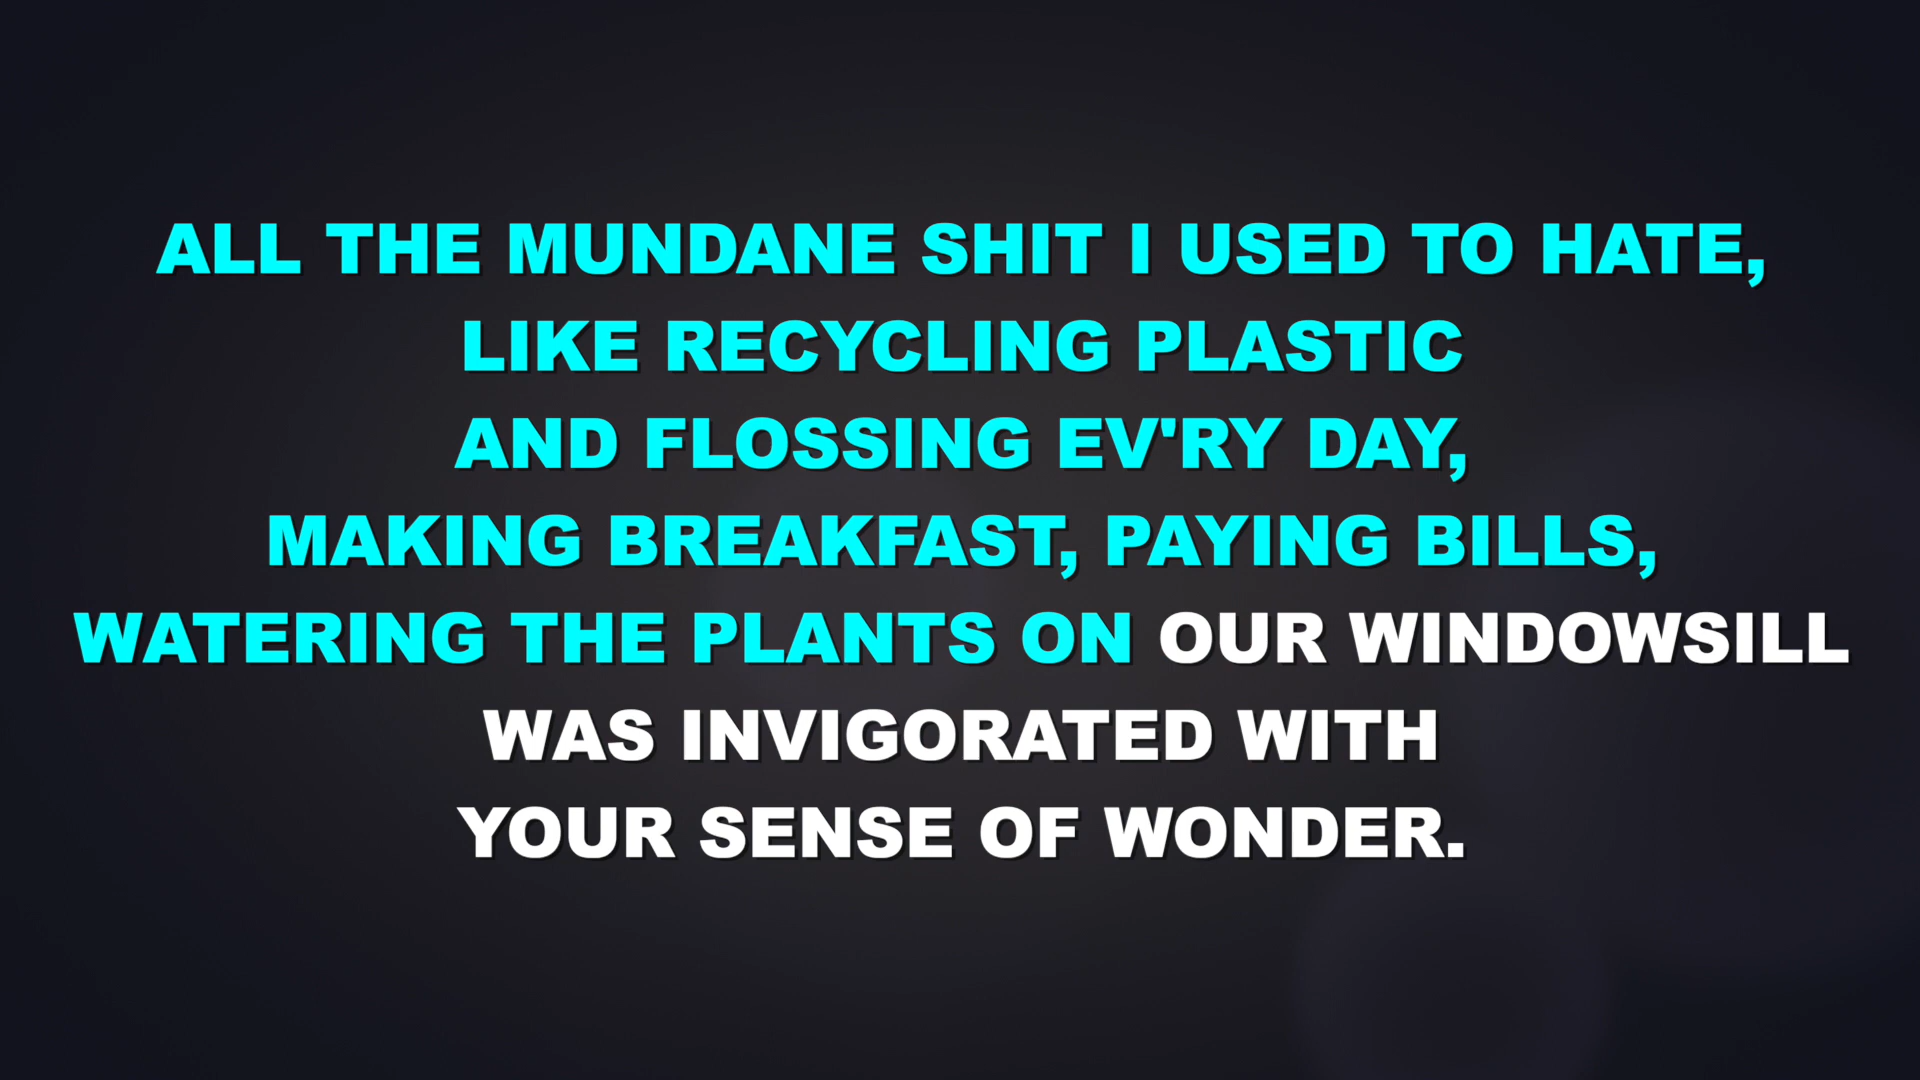 ALL THE MUNDANE SHIT I USED TO HATE,
LIKE RECYCLING PLASTIC
AND FLOSSING EV'RY DAY,
MAKING BREAKFAST, PAYING BILLS,
WATERING THE PLANTS ON OUR WINDOWSILL
WAS INVIGORATED WITH
YOUR SENSE OF WONDER.